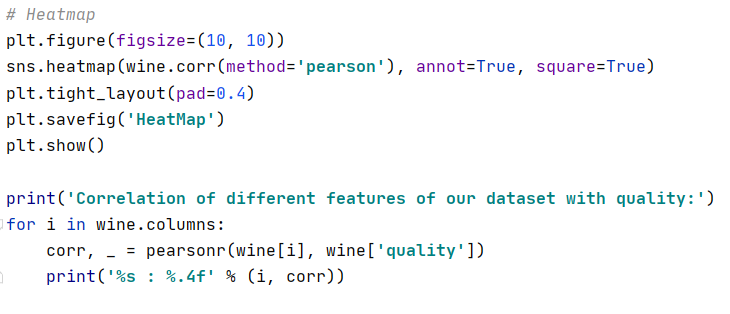 # Heatmap
plt.figure(figsize=(10, 10))
sns.heatmap(wine.corr(method='pearson'), annot=True, square=True)
plt.tight_layout(pad=0.4)
plt.savefig('HeatMap')
plt.show()

print('Correlation of different features of our dataset with quality:')
for i in wine.columns:
    corr, _ = pearsonr(wine[i], wine['quality'])
    print('%s : %.4f' % (i, corr))